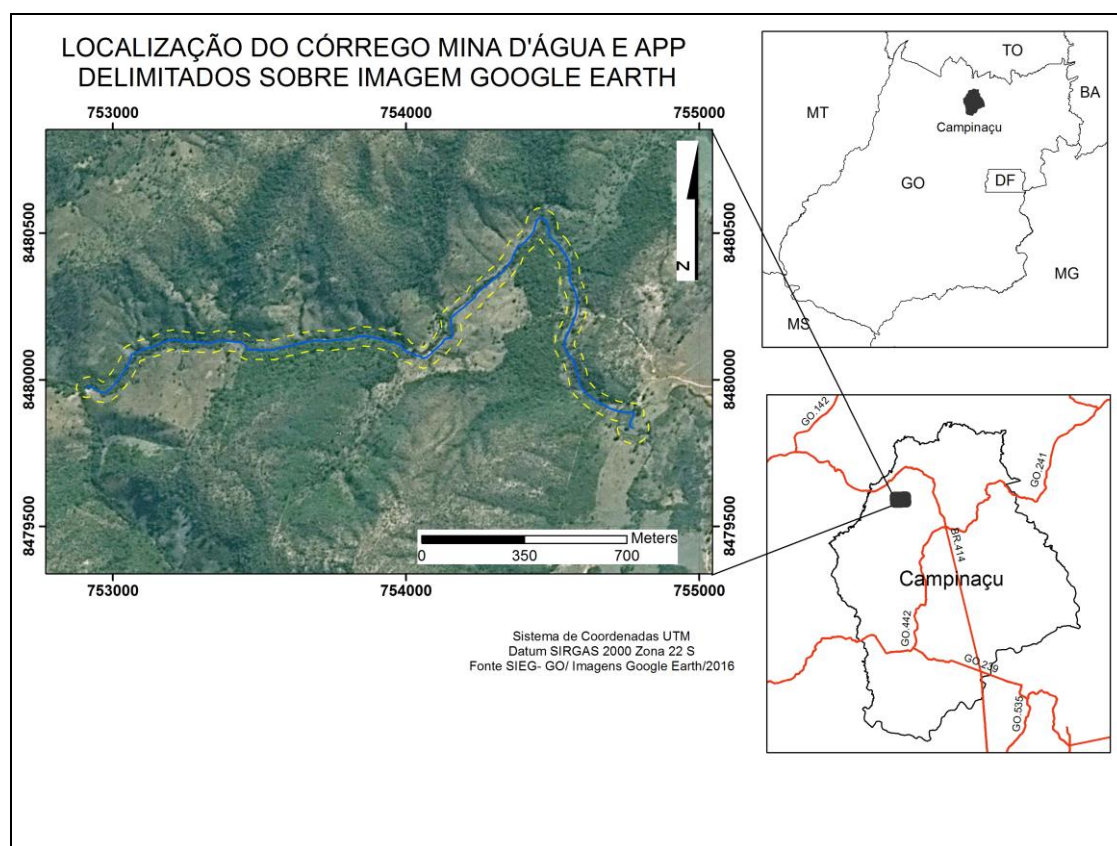 LOCALIZAÇÃO DO CÓRREGO MINA D'ÁGUA E APP
DELIMITADOS SOBRE IMAGEM GOOGLE EARTH
753000
754000
755000
8480500
8480500
8480000
8480000
8479500
8479500
N
Meters
0
350
700
753000
754000
755000
Sistema de Coordenadas UTM
Datum SIRGAS 2000 Zona 22 S
Fonte SIEG- GO/ Imagens Google Earth/2016
TO
BA
MT
Campinaçu
GO
DF
MG
MS
GO.142
GO.241
BR.414
Campinaçu
GO.442
GO.239
GO.535